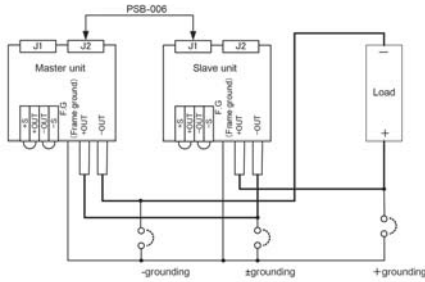 PSB-006
J1 J2 J1 J2
Master unit Slave unit
Load
−
+
+S
+OUT
-OUT
-S
F.G
(Frame ground)
+OUT
-OUT
+S
+OUT
-OUT
-S
F.G
(Frame ground)
+OUT
-OUT
-grounding ±grounding +grounding